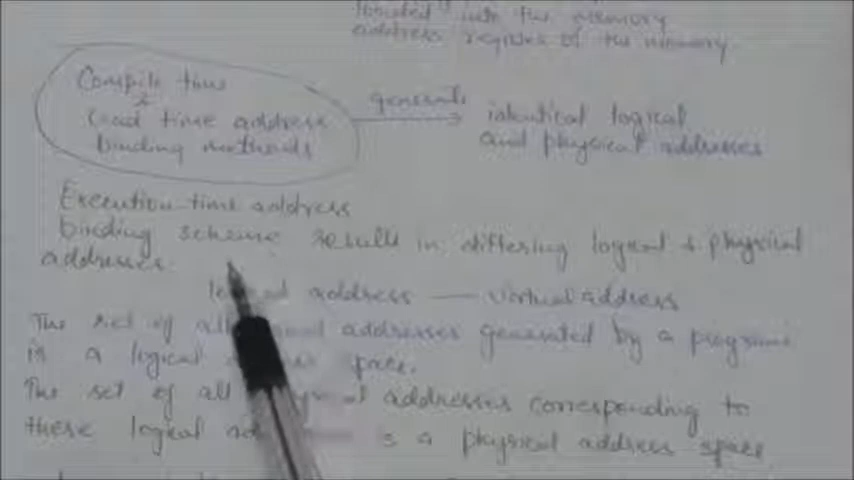 loaded into the memory
address register of the memory.
Compile time
&
Load time address
binding methods
generate
identical logical
and physical addresses
Execution time address
binding scheme results in differing logical & physical
addresses.
address — virtual address
The set of all addresses generated by a programe
is a logical space.
The set of all addresses corresponding to
these logical is a physical address space